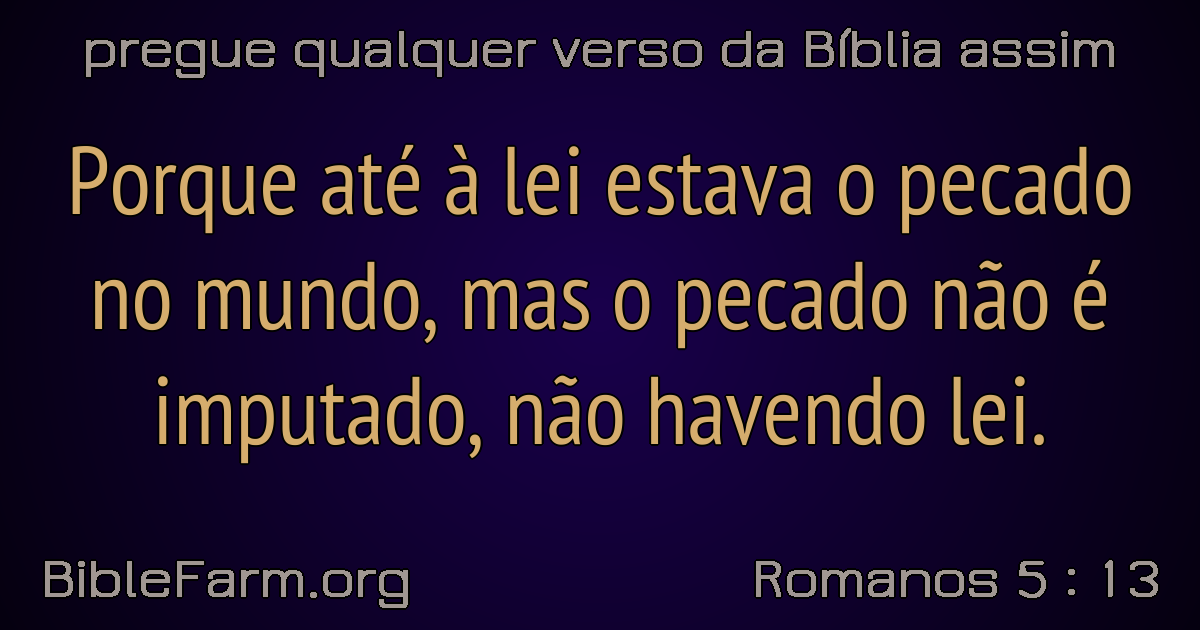 pregue qualquer verso da Bíblia assim
Porque até à lei estava o pecado
no mundo, mas o pecado não é
imputado, não havendo lei.
BibleFarm.org
Romanos 5 : 13